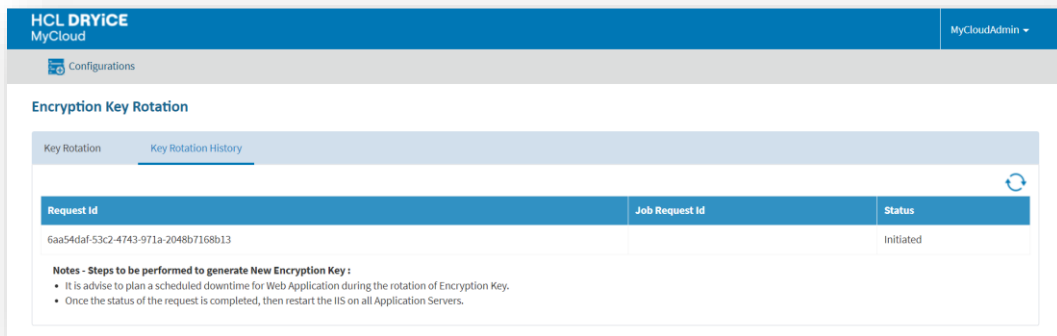 HCL DRYiCE
MyCloud
MyCloudAdmin
Configurations
Encryption Key Rotation
Key Rotation Key Rotation History
Request Id Job Request Id Status
6aa54daf-53c2-4743-971a-2048b7168b13 Initiated
Notes - Steps to be performed to generate New Encryption Key :
• It is advise to plan a scheduled downtime for Web Application during the rotation of Encryption Key.
• Once the status of the request is completed, then restart the IIS on all Application Servers.